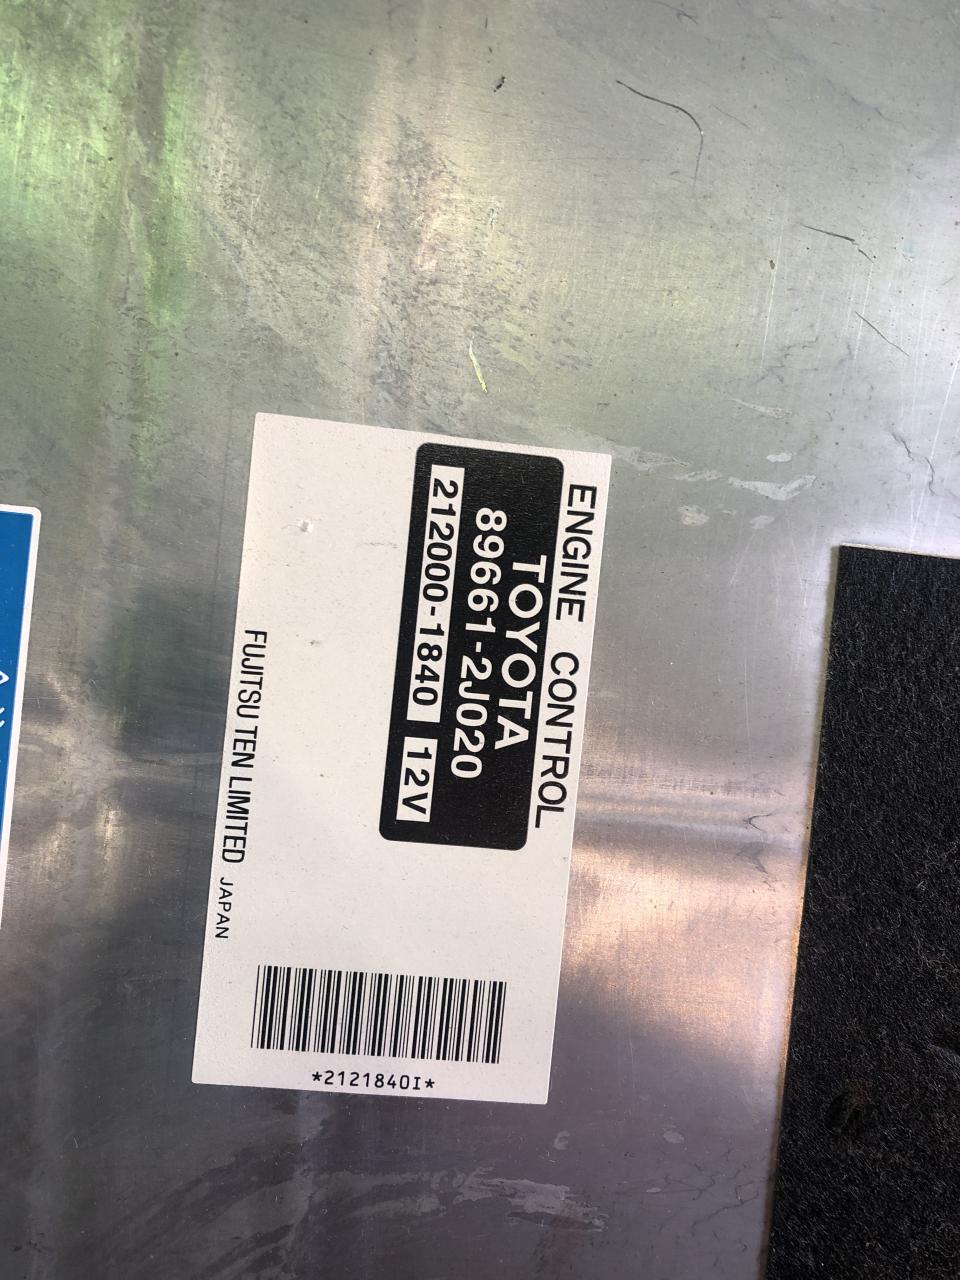 ENGINE CONTROL
TOYOTA
89661-2J020
212000-1840 12V
FUJITSU TEN LIMITED JAPAN
*2121840I*